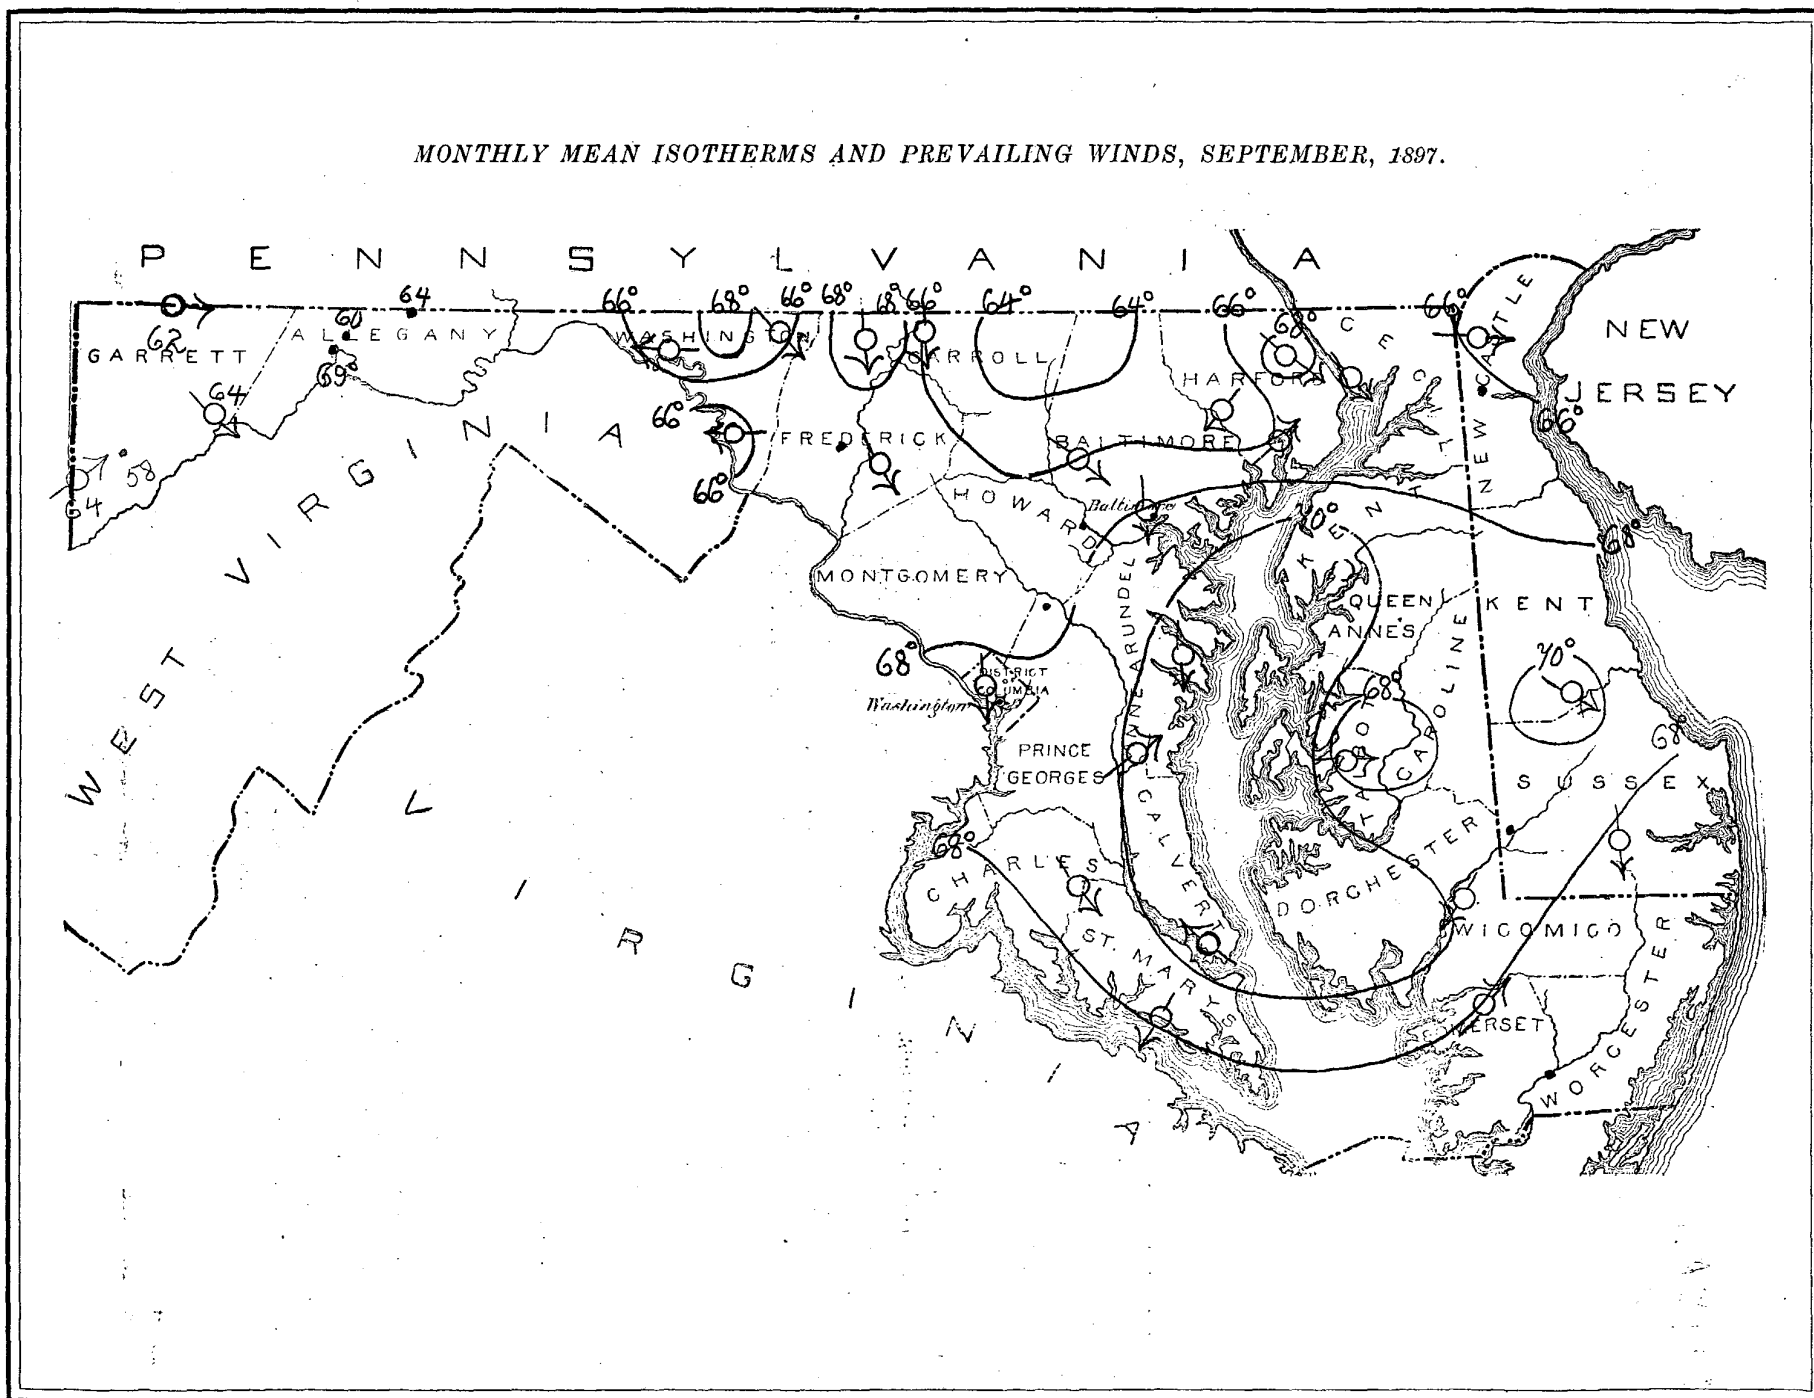 MONTHLY MEAN ISOTHERMS AND PREVAILING WINDS, SEPTEMBER, 1897.
PENNSYLVANIA
66° 68° 66° 68° 68° 66° 64° 64° 66° 66°
64
62
60
69°
GARRETT
ALLEGANY
WASHINGTON
CARROLL
HARFORD
68°
CECIL
NEW CASTLE
NEW
JERSEY
64
58
64
66°
66°
66°
FREDERICK
BALTIMORE
HOWARD
Baltimore
70°
KENT
68°
WEST VIRGINIA
MONTGOMERY
ANNE ARUNDEL
QUEEN
ANNE'S
CAROLINE
KENT
68°
DISTRICT
OF
COLUMBIA
Washington
68°
70°
68°
PRINCE
GEORGES
TALBOT
SUSSEX
CALVERT
68°
CHARLES
DORCHESTER
ST. MARYS
WICOMICO
SOMERSET
WORCESTER
VIRGINIA